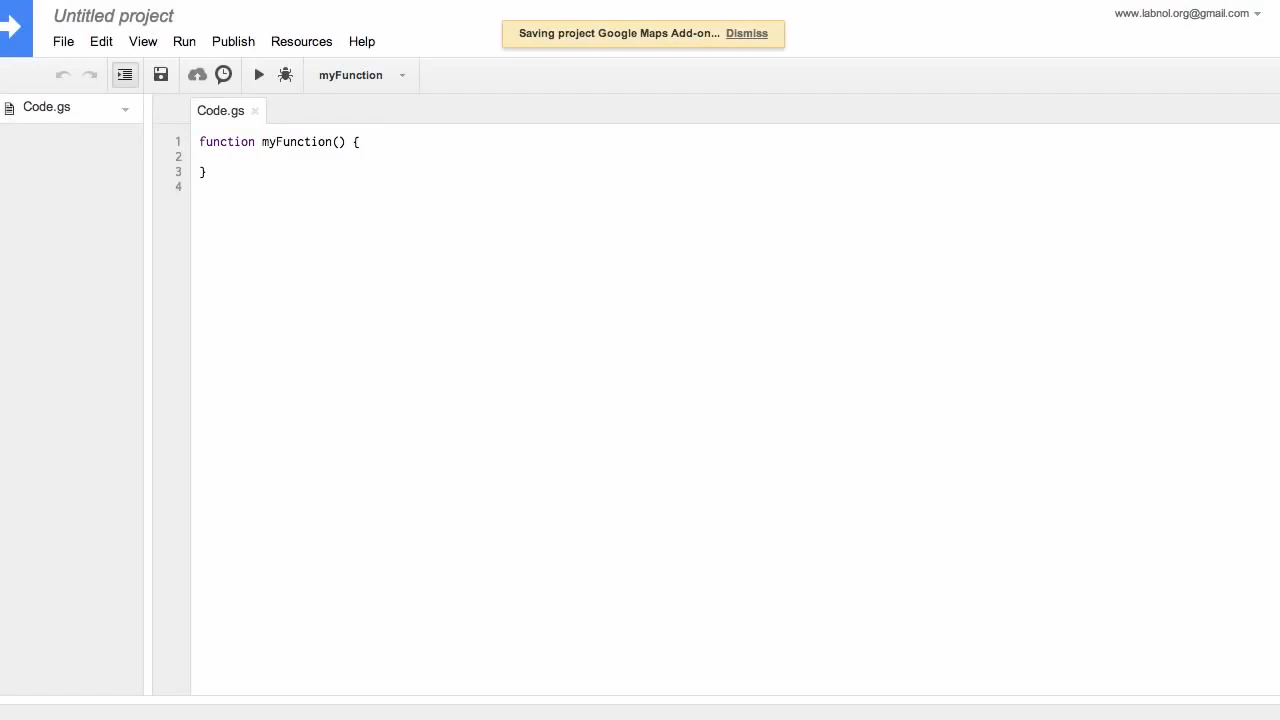 Untitled project
Saving project Google Maps Add-on... Dismiss
www.labnol.org@gmail.com
File Edit View Run Publish Resources Help
myFunction
Code.gs
Code.gs
1 function myFunction() {
2
3 }
4